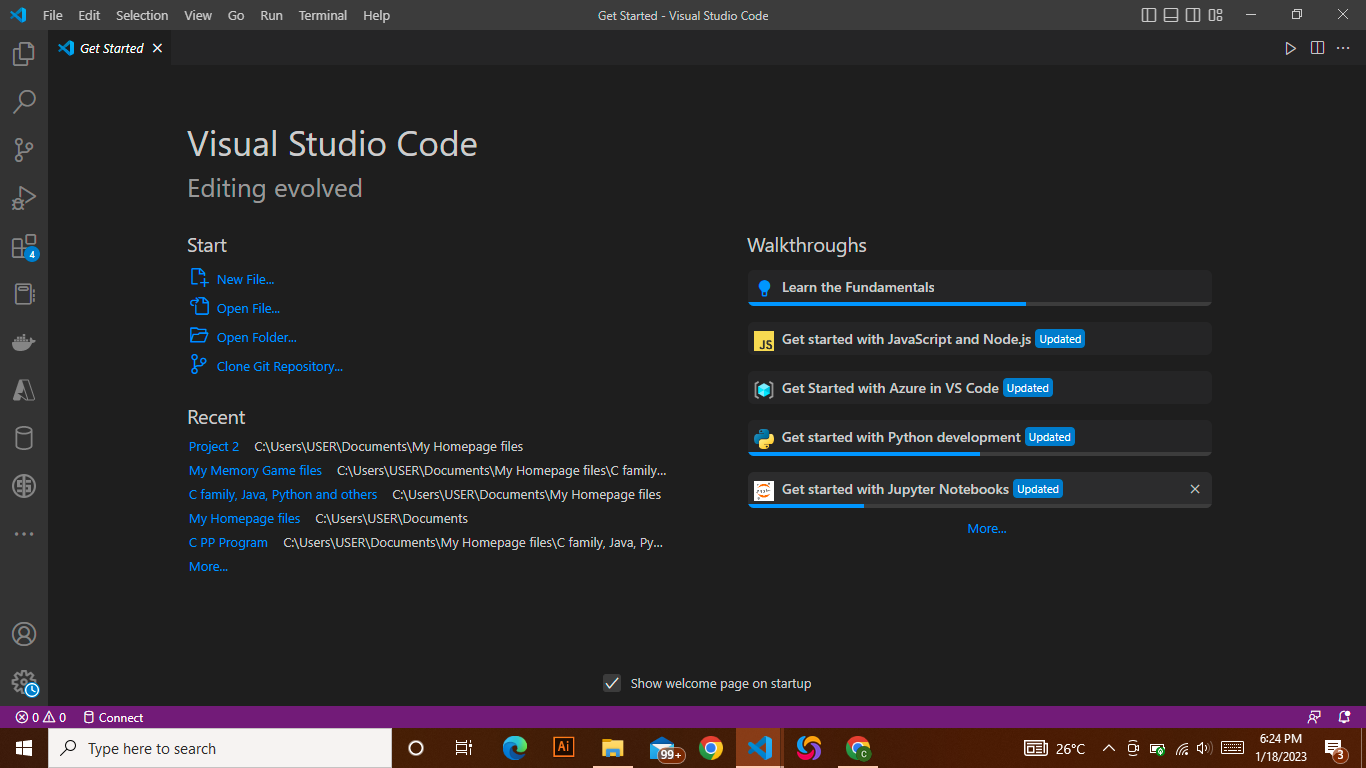 File Edit Selection View Go Run Terminal Help
Get Started - Visual Studio Code
Get Started
Visual Studio Code
Editing evolved
Start
New File...
Open File...
Open Folder...
Clone Git Repository...
Recent
Project 2 C:\Users\USER\Documents\My Homepage files
My Memory Game files C:\Users\USER\Documents\My Homepage files\C family...
C family, Java, Python and others C:\Users\USER\Documents\My Homepage files
My Homepage files C:\Users\USER\Documents
C PP Program C:\Users\USER\Documents\My Homepage files\C family, Java, Py...
More...
Walkthroughs
Learn the Fundamentals
JS Get started with JavaScript and Node.js Updated
Get Started with Azure in VS Code Updated
Get started with Python development Updated
Get started with Jupyter Notebooks Updated
More...
4
Show welcome page on startup
0 0 Connect
Type here to search
Ai
99+
C
26°C
6:24 PM
1/18/2023
3